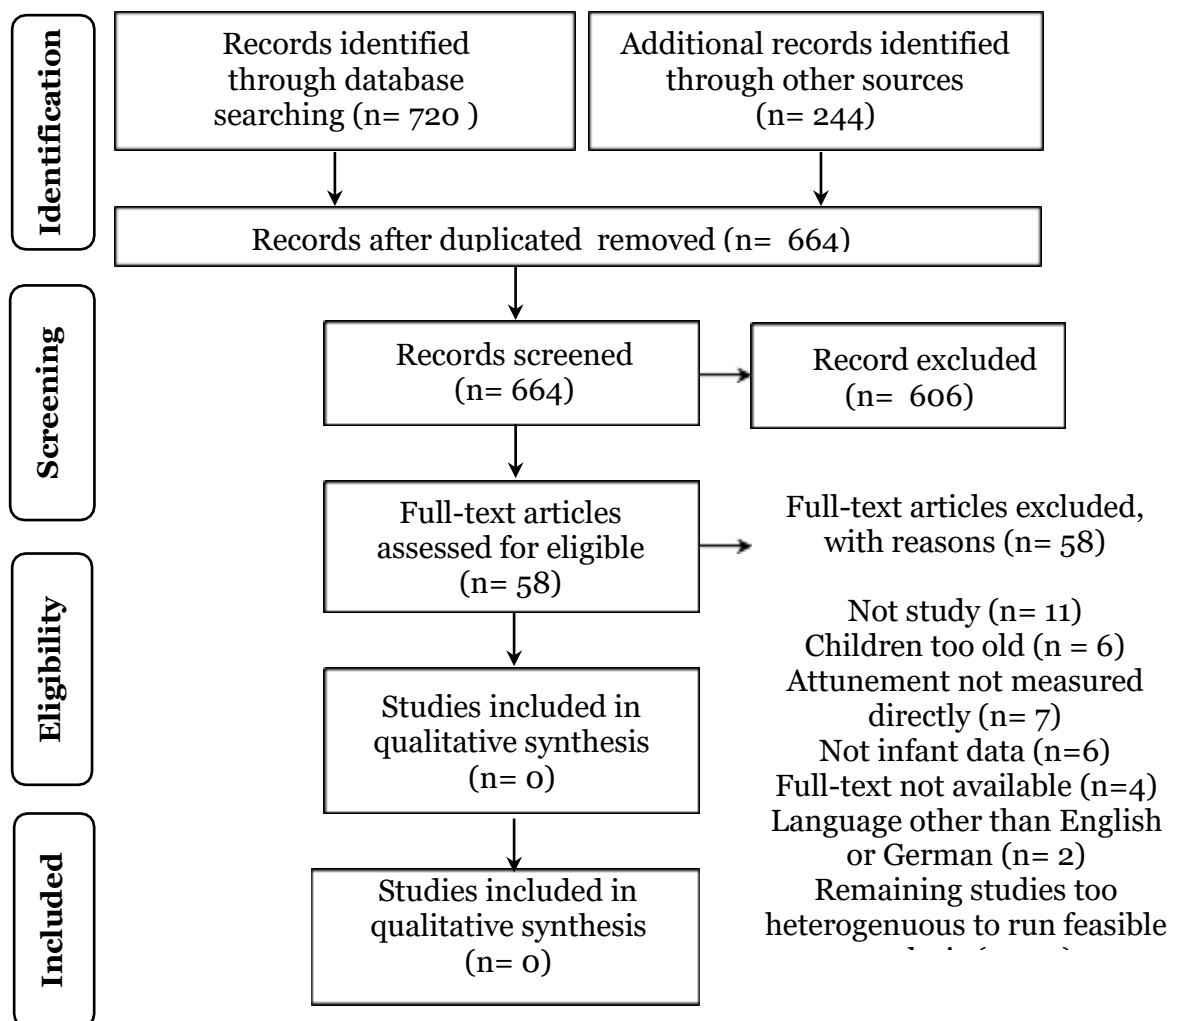 Identification
Records identified
through database
searching (n= 720 )
Additional records identified
through other sources
(n= 244)
Records after duplicated removed (n= 664)
Screening
Records screened
(n= 664)
Record excluded
(n= 606)
Eligibility
Full-text articles
assessed for eligible
(n= 58)
Full-text articles excluded,
with reasons (n= 58)
Not study (n= 11)
Children too old (n = 6)
Attunement not measured
directly (n= 7)
Not infant data (n=6)
Full-text not available (n=4)
Language other than English
or German (n= 2)
Remaining studies too
heterogenuous to run feasible
Studies included in
qualitative synthesis
(n= 0)
Included
Studies included in
qualitative synthesis
(n= 0)